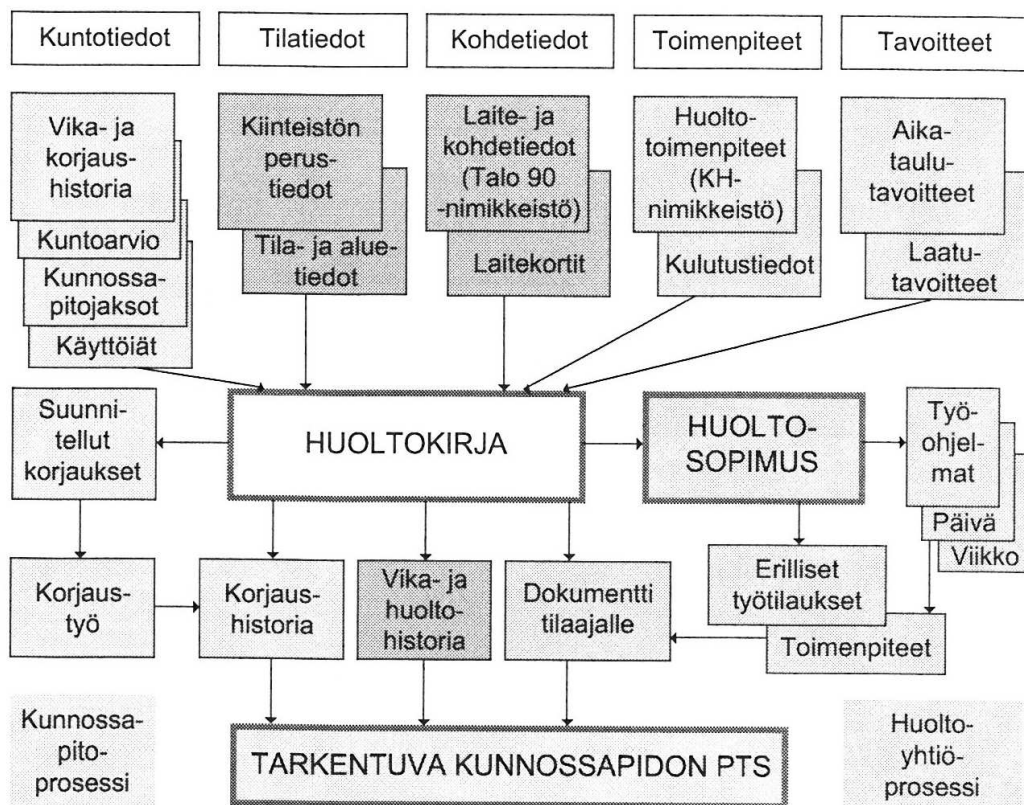 Kuntotiedot
Tilatiedot
Kohdetiedot
Toimenpiteet
Tavoitteet
Vika- ja
korjaus-
historia
Kuntoarvio
Kunnossa-
pitojaksot
Käyttöiät
Kiinteistön
perus-
tiedot
Tila- ja alue-
tiedot
Laite- ja
kohdetiedot
(Talo 90
-nimikkeistö)
Laitekortit
Huolto-
toimenpiteet
(KH-
nimikkeistö)
Kulutustiedot
Aika-
taulu-
tavoitteet
Laatu-
tavoitteet
Suunni-
tellut
korjaukset
HUOLTOKIRJA
HUOLTO-
SOPIMUS
Työ-
ohjel-
mat
Päivä
Viikko
Korjaus-
työ
Korjaus-
historia
Vika- ja
huolto-
historia
Dokumentti
tilaajalle
Erilliset
työtilaukset
Toimenpiteet
Kunnossa-
pito-
prosessi
TARKENTUVA KUNNOSSAPIDON PTS
Huolto-
yhtiö-
prosessi